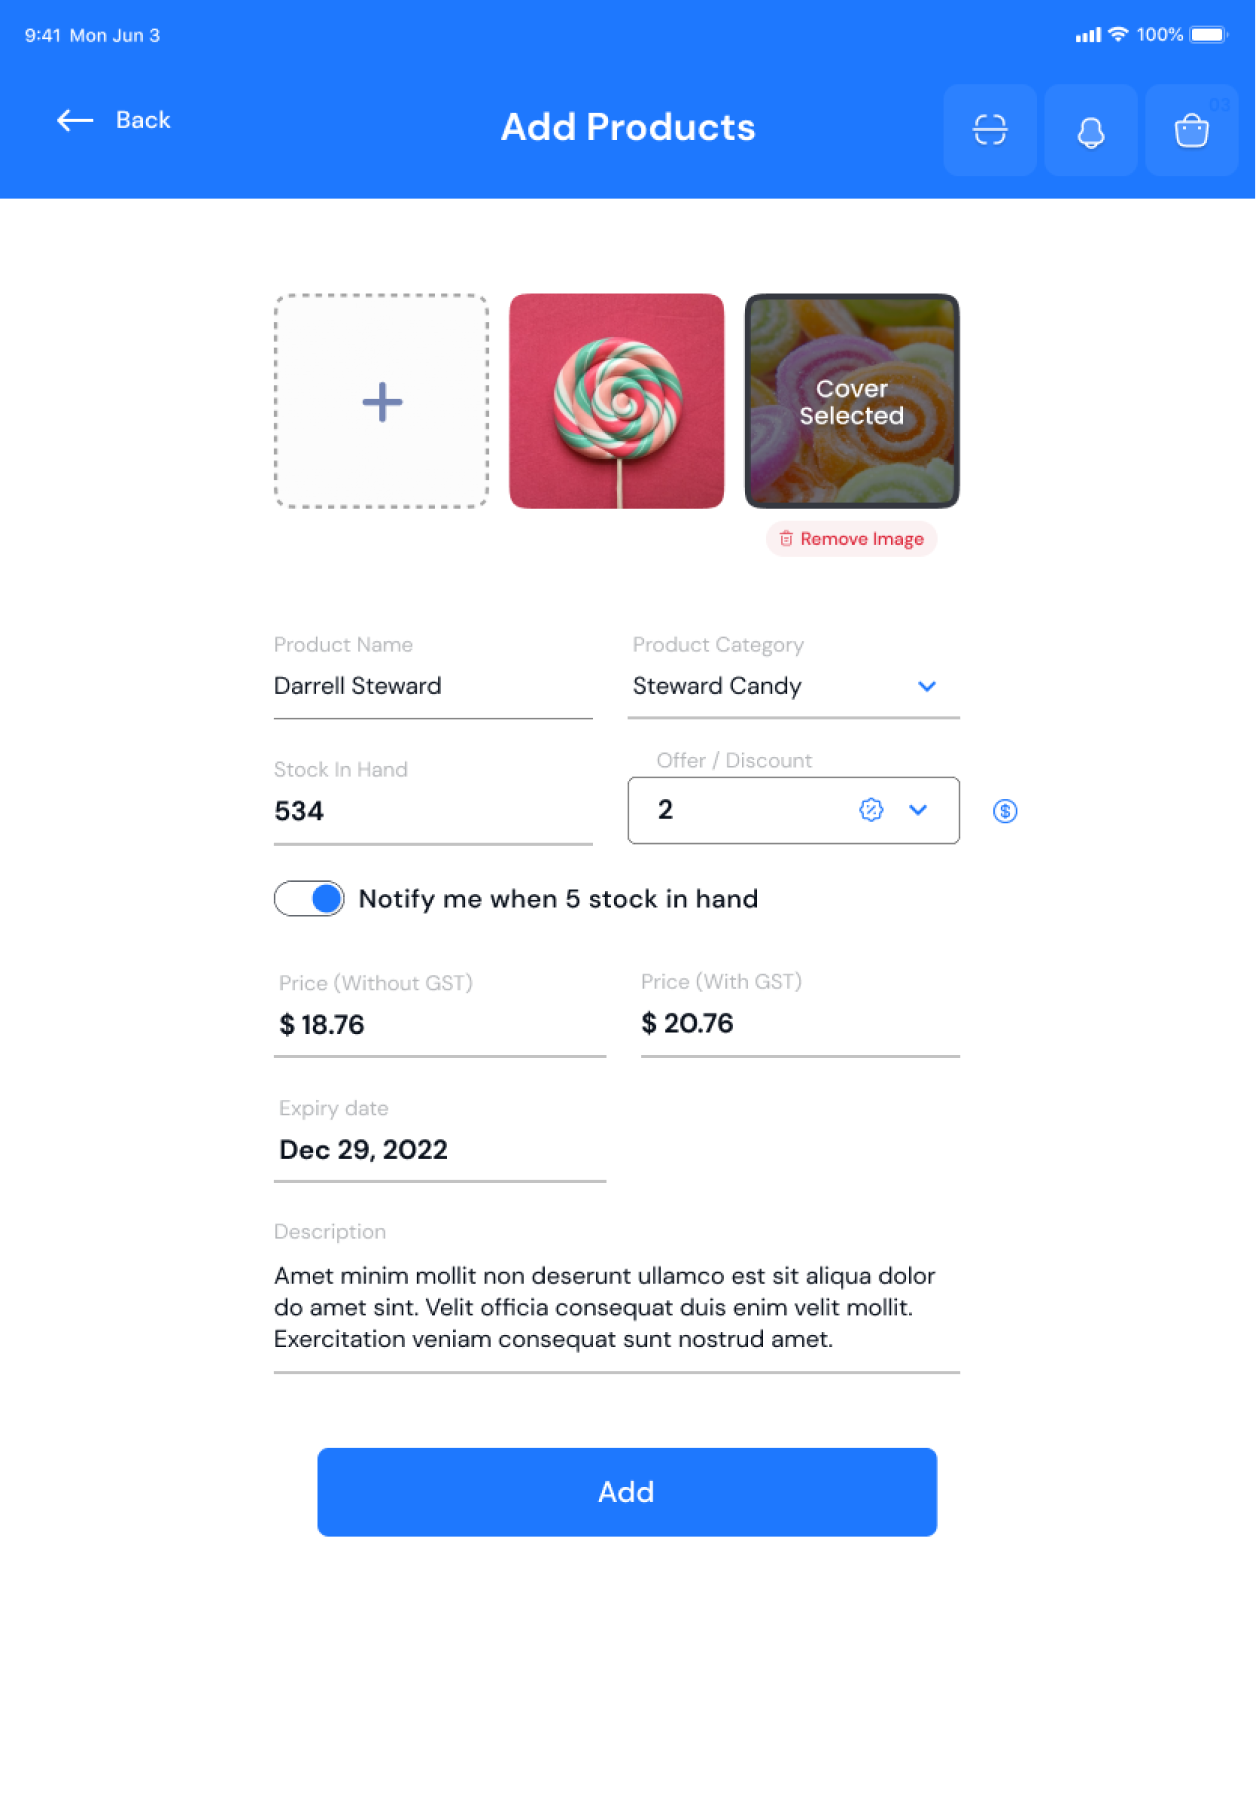 9:41 Mon Jun 3
100%
Back
Add Products
03
Cover
Selected
Remove Image
Product Name
Product Category
Darrell Steward
Steward Candy
Stock In Hand
Offer / Discount
534
2
Notify me when 5 stock in hand
Price (Without GST)
Price (With GST)
$ 18.76
$ 20.76
Expiry date
Dec 29, 2022
Description
Amet minim mollit non deserunt ullamco est sit aliqua dolor
do amet sint. Velit officia consequat duis enim velit mollit.
Exercitation veniam consequat sunt nostrud amet.
Add